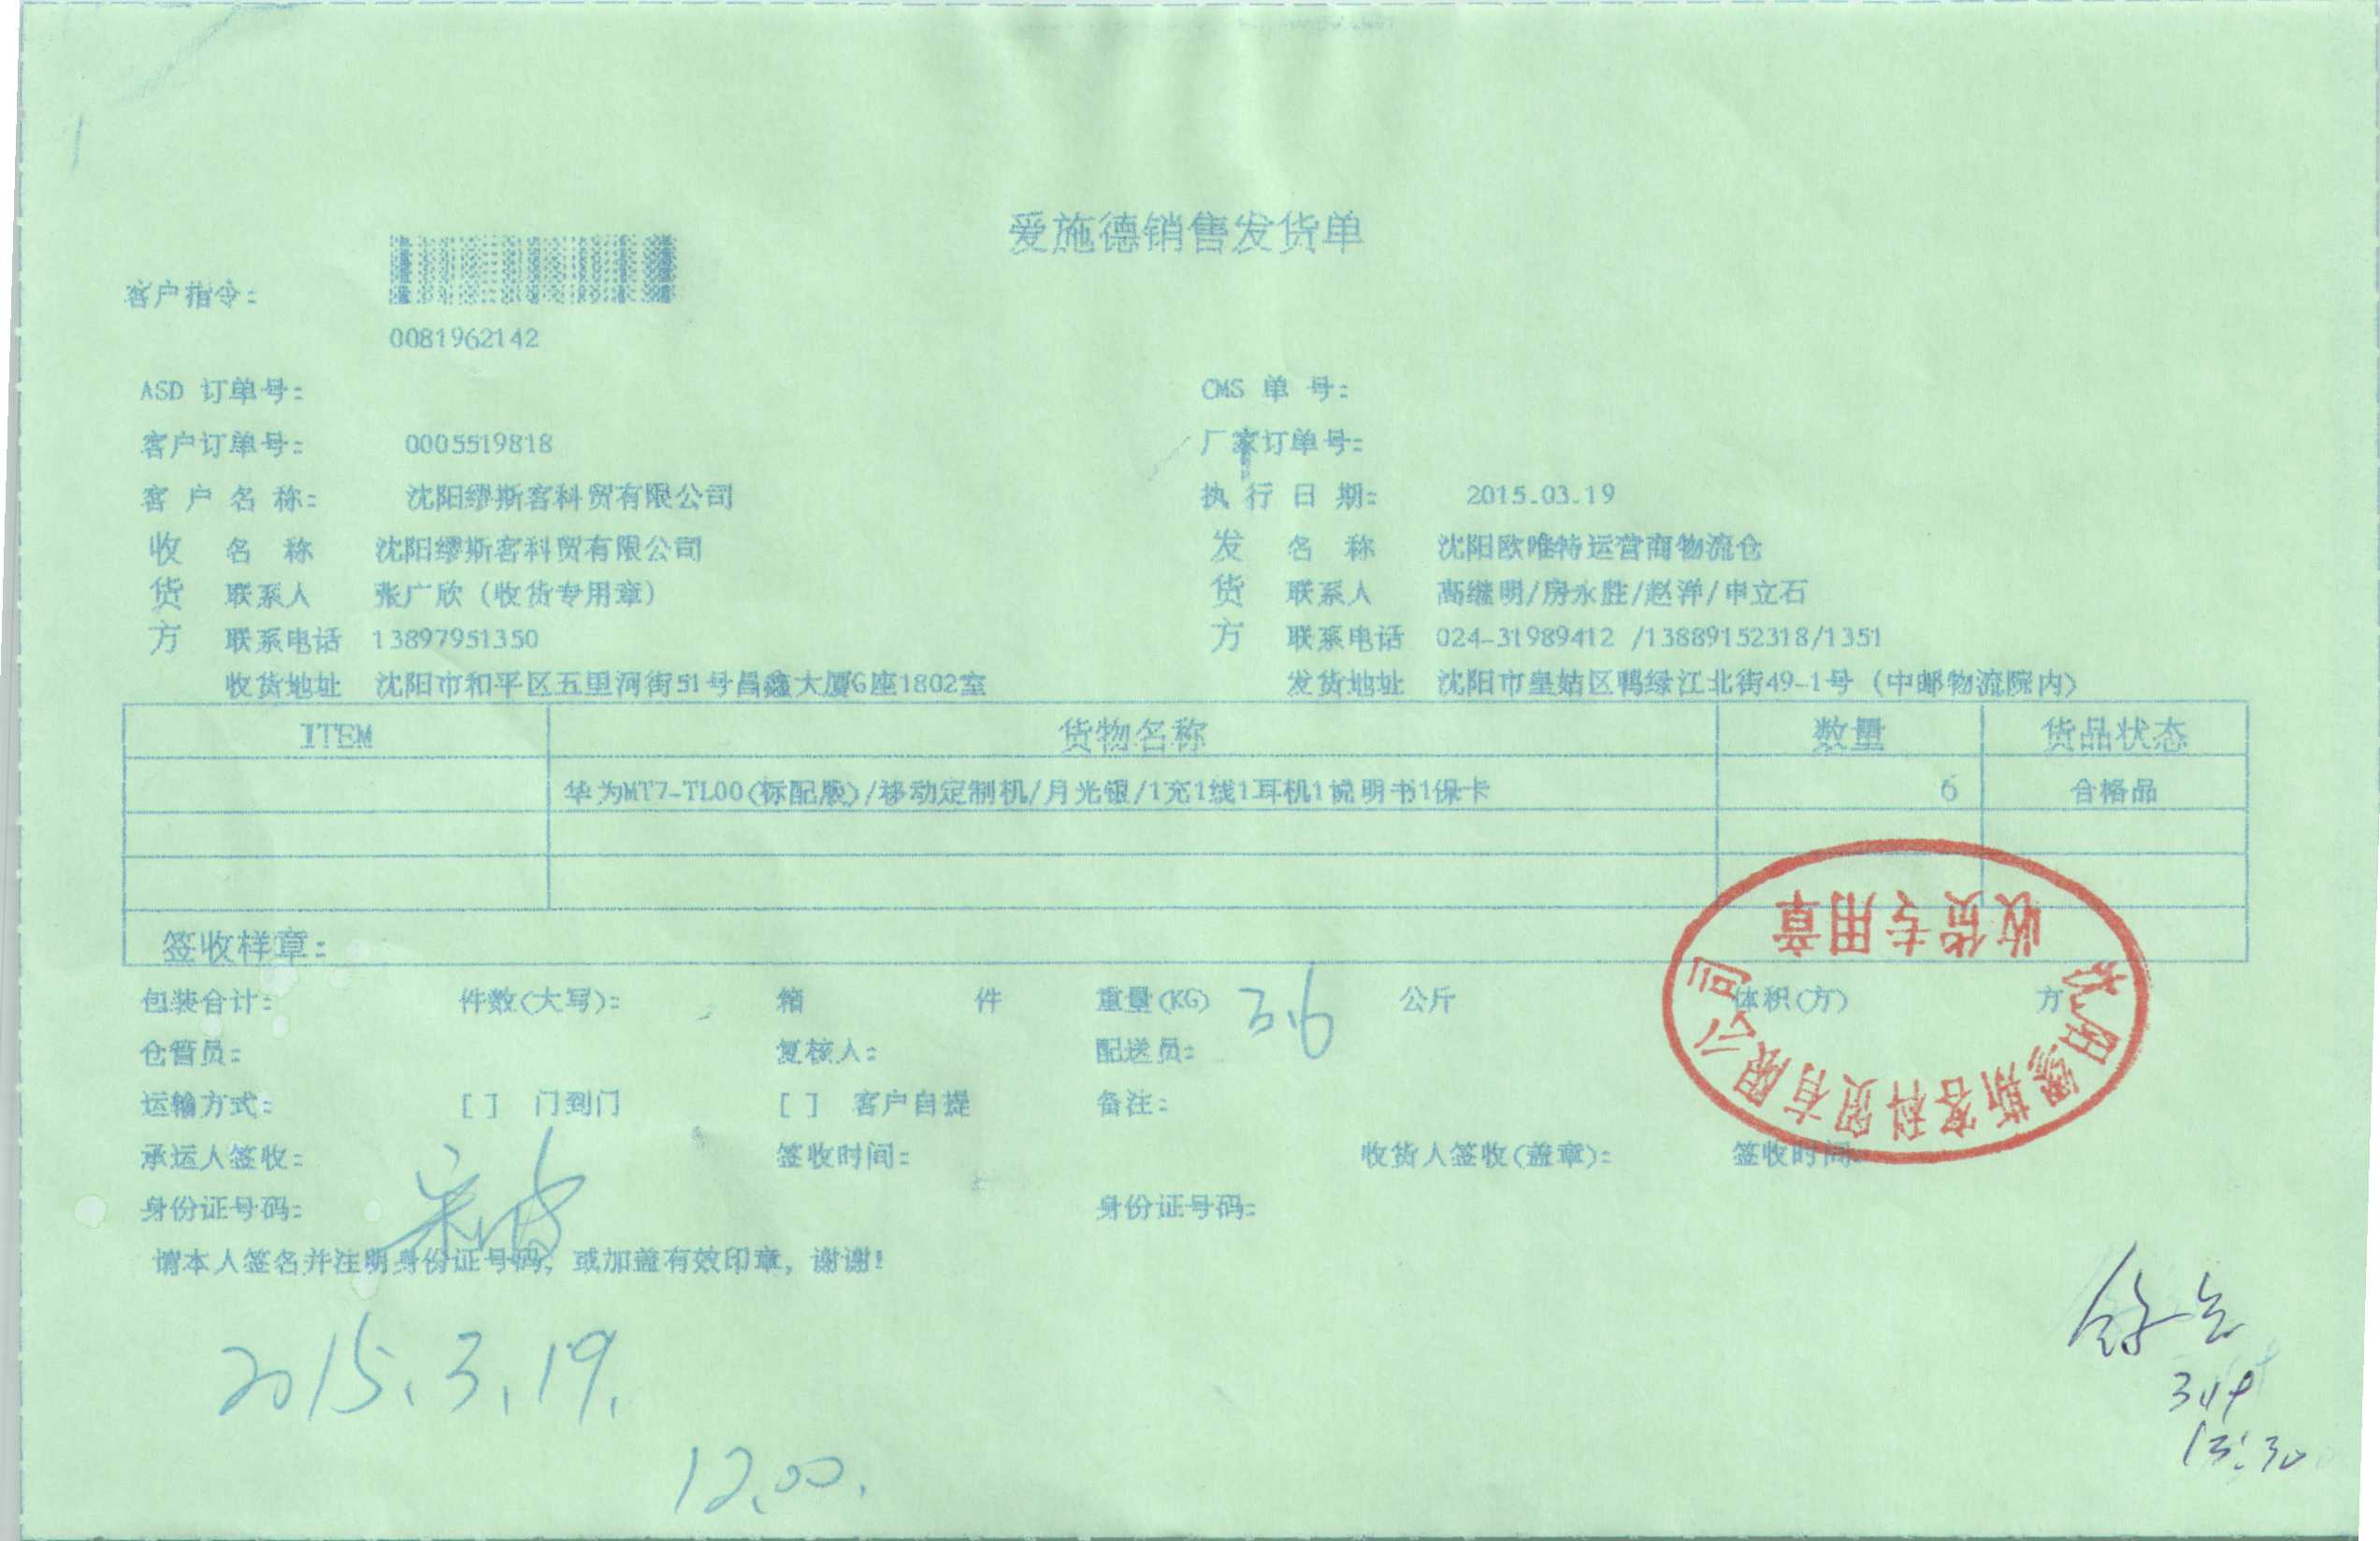 爱施德销售发货单
客户指令：
0081962142
ASD 订单号： CMS 单 号：
客户订单号： 0005519818 厂家订单号：
客 户 名 称： 沈阳缪斯客科贸有限公司 执 行 日 期： 2015.03.19
收 名 称 沈阳缪斯客科贸有限公司 发 名 称 沈阳欧唯特运营商物流仓
货 联系人 张广欣（收货专用章） 货 联系人 高继明/房永胜/赵洋/申立石
方 联系电话 13897951350 方 联系电话 024-31989412 /13889152318/1351
收货地址 沈阳市和平区五里河街51号昌鑫大厦G座1802室 发货地址 沈阳市皇姑区鸭绿江北街49-1号（中邮物流院内）
ITEM 货物名称 数量 货品状态
华为MT7-TL00(标配版)/移动定制机/月光银/1充1线1耳机1说明书1保卡 6 合格品
签收样章：
收货专用章
沈阳缪斯客科贸有限公司
包装合计： 件数(大写)： 箱 件 重量(KG) 3.6 公斤 体积(方) 方
仓管员： 复核人： 配送员：
运输方式： [ ] 门到门 [ ] 客户自提 备注：
承运人签收： 签收时间： 收货人签收(盖章)： 签收时间：
身份证号码： 身份证号码：
请本人签名并注明身份证号码，或加盖有效印章，谢谢！
2015.3.19.
12.00.
3.19
13:30